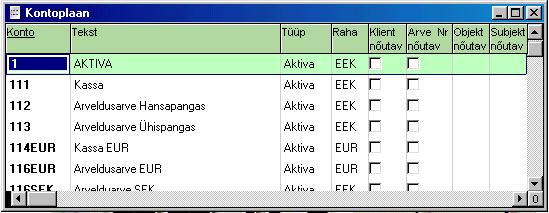 Kontoplaan
Konto Tekst Tüüp Raha Klient nõutav Arve Nr nõutav Objekt nõutav Subjekt nõutav
1 AKTIVA Aktiva EEK
111 Kassa Aktiva EEK
112 Arveldusarve Hansapangas Aktiva EEK
113 Arveldusarve Ühispangas Aktiva EEK
114EUR Kassa EUR Aktiva EUR
116EUR Arveldusarve EUR Aktiva EUR
116SEK Arveldusarve SEK Aktiva EEK
0